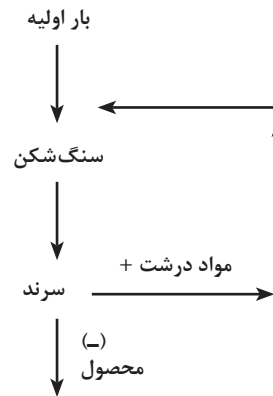 بار اولیه
سنگ‌شکن
مواد درشت +
سرند
(–)
محصول